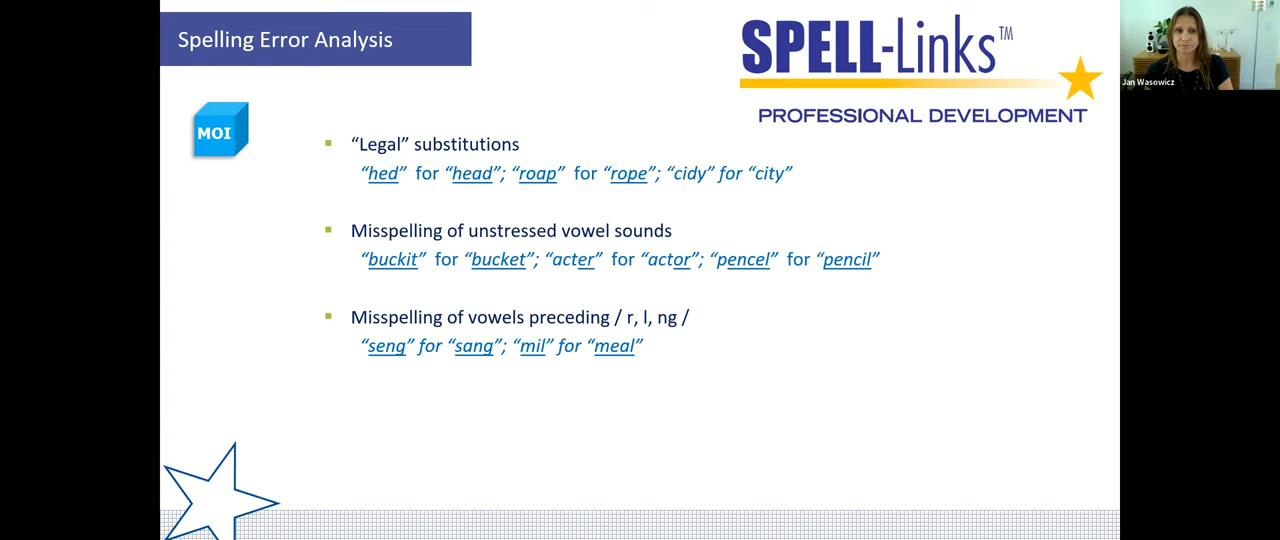 Spelling Error Analysis
SPELL-Links™
PROFESSIONAL DEVELOPMENT
Jan Wasowicz
MOI
“Legal” substitutions
“hed” for “head”; “roap” for “rope”; “cidy” for “city”
Misspelling of unstressed vowel sounds
“buckit” for “bucket”; “acter” for “actor”; “pencel” for “pencil”
Misspelling of vowels preceding / r, l, ng /
“seng” for “sang”; “mil” for “meal”